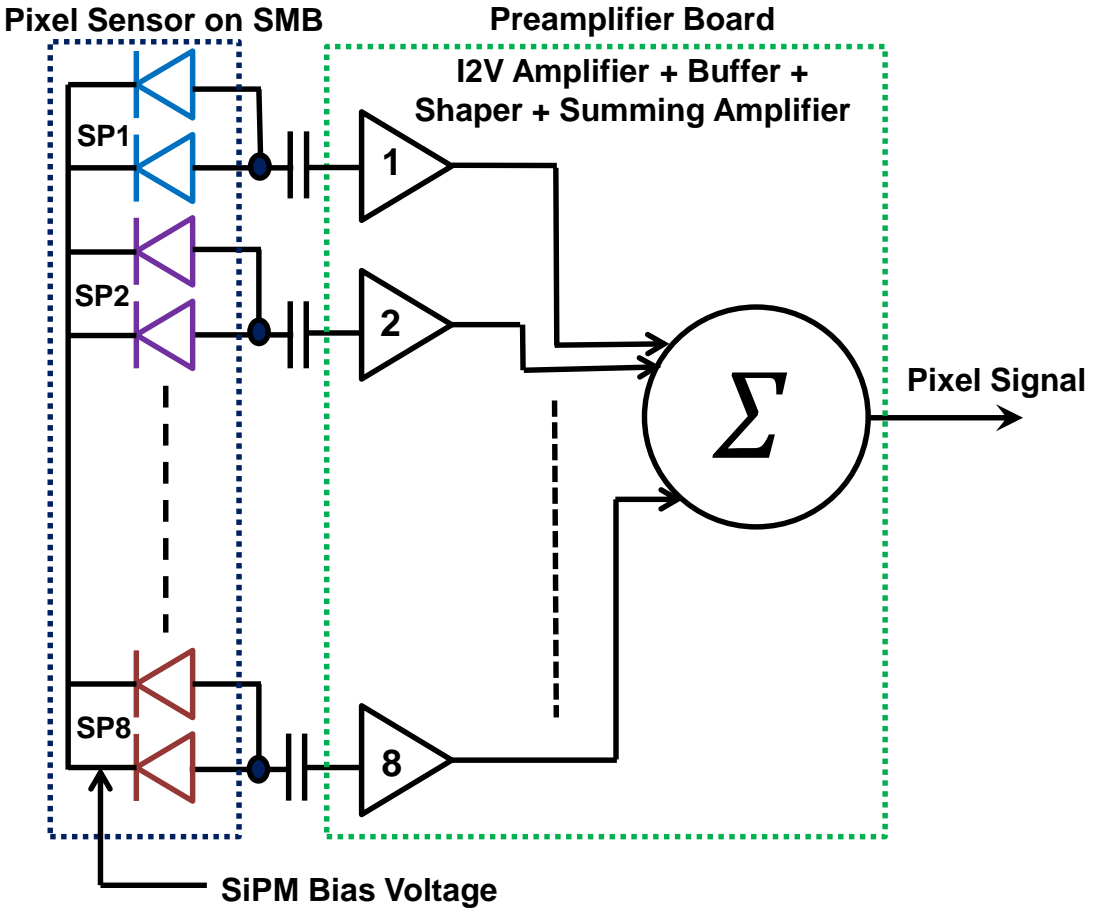 Pixel Sensor on SMB
Preamplifier Board
I2V Amplifier + Buffer +
Shaper + Summing Amplifier
SP1
1
SP2
2
Σ
Pixel Signal
SP8
8
SiPM Bias Voltage